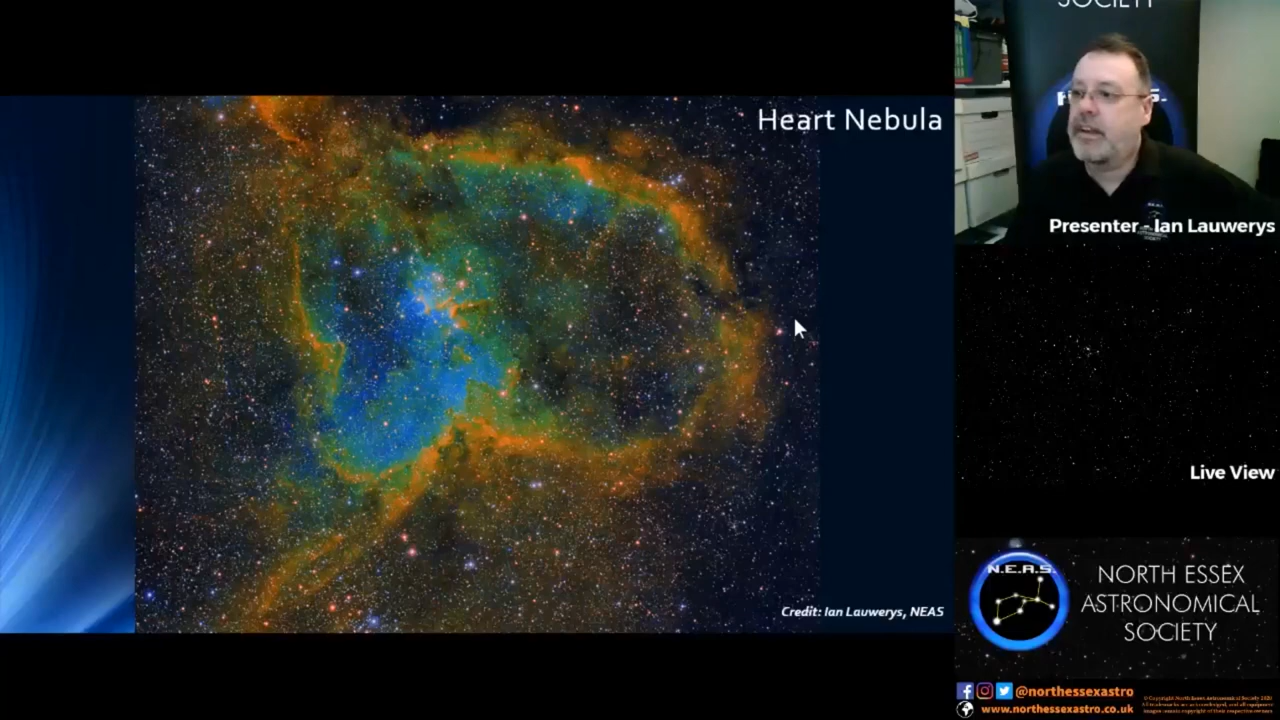 SOCIETY
Heart Nebula
Presenter - Ian Lauwerys
Live View
Credit: Ian Lauwerys, NEAS
N.E.A.S.
NORTH ESSEX
ASTRONOMICAL
SOCIETY
@northessexastro
www.northessexastro.co.uk